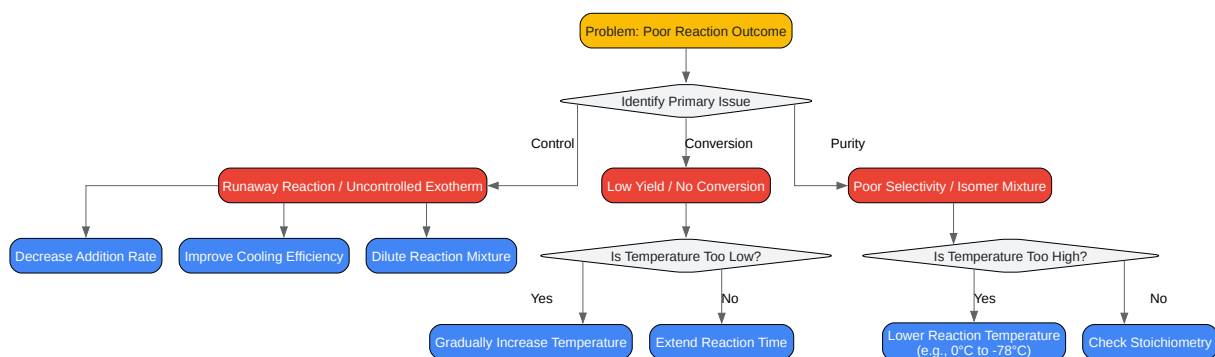 Problem: Poor Reaction Outcome
Identify Primary Issue
Control
Conversion
Purity
Runaway Reaction / Uncontrolled Exotherm
Low Yield / No Conversion
Poor Selectivity / Isomer Mixture
Decrease Addition Rate
Improve Cooling Efficiency
Dilute Reaction Mixture
Is Temperature Too Low?
Is Temperature Too High?
Yes
No
Yes
No
Gradually Increase Temperature
Extend Reaction Time
Lower Reaction Temperature
(e.g., 0°C to -78°C)
Check Stoichiometry